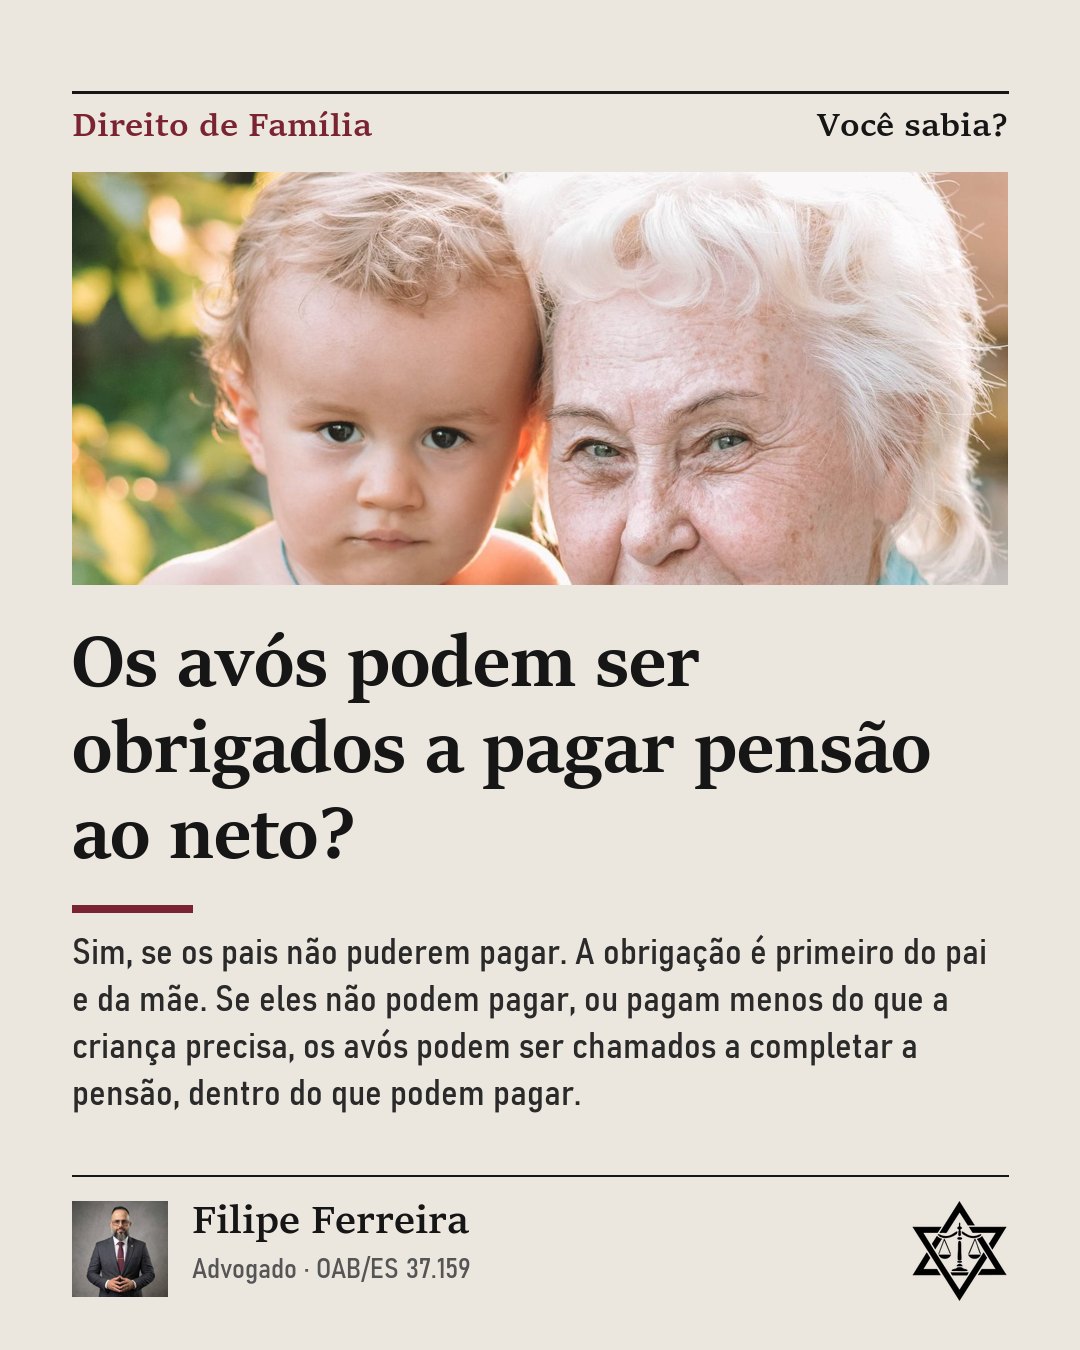 Direito de Família
Você sabia?
Os avós podem ser
obrigados a pagar pensão
ao neto?
Sim, se os pais não puderem pagar. A obrigação é primeiro do pai
e da mãe. Se eles não podem pagar, ou pagam menos do que a
criança precisa, os avós podem ser chamados a completar a
pensão, dentro do que podem pagar.
Filipe Ferreira
Advogado · OAB/ES 37.159